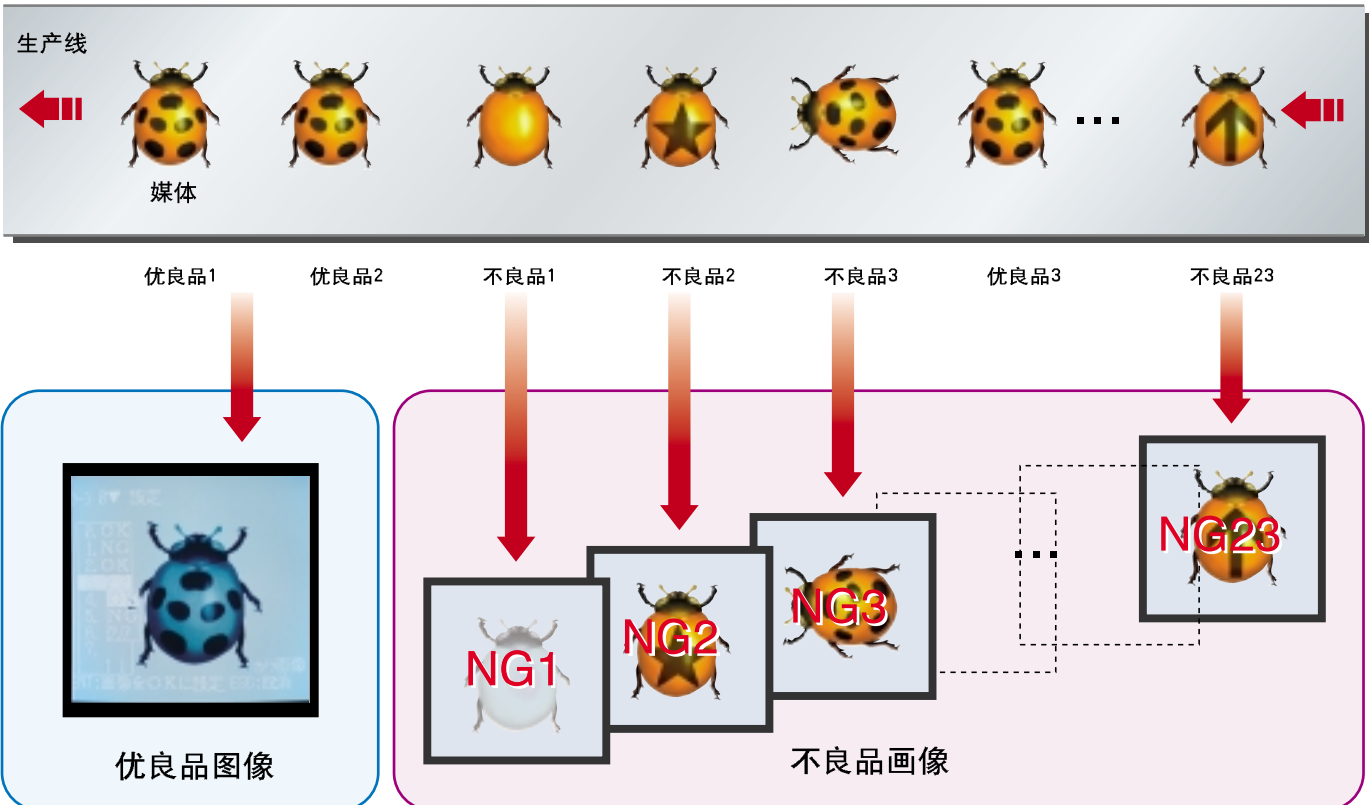 生产线
媒体
优良品1
优良品2
不良品1
不良品2
不良品3
优良品3
不良品23
NG1
NG2
NG3
NG23
优良品图像
不良品画像